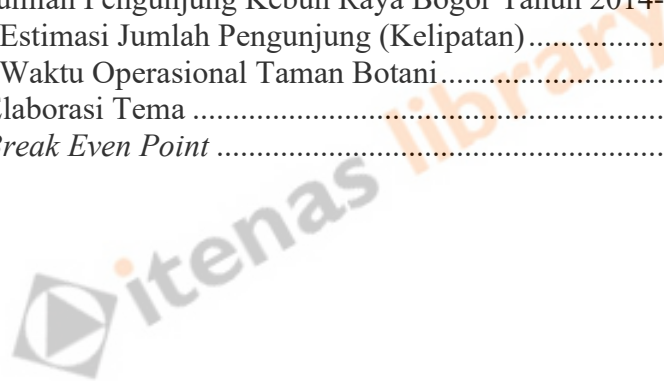 Pengunjung Kebun Raya Bogor Tahun 2014-
Estimasi Jumlah Pengunjung (Kelipatan)................
Waktu Operasional Taman Botani............................
Elaborasi Tema ............................................................
Break Even Point .........................................................
itenas library